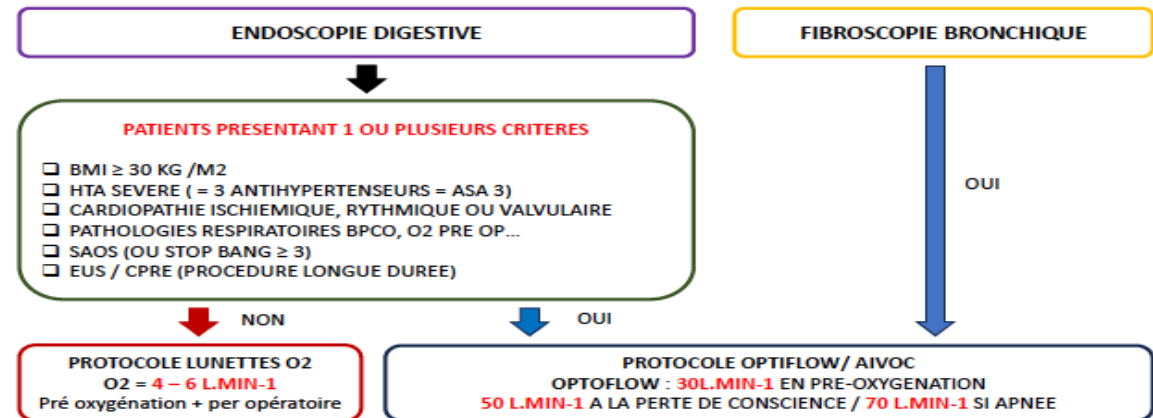 ENDOSCOPIE DIGESTIVE
FIBROSCOPIE BRONCHIQUE
PATIENTS PRESENTANT 1 OU PLUSIEURS CRITERES
❑ BMI ≥ 30 KG /M2
❑ HTA SEVERE ( = 3 ANTIHYPERTENSEURS = ASA 3)
❑ CARDIOPATHIE ISCHIEMIQUE, RYTHMIQUE OU VALVULAIRE
❑ PATHOLOGIES RESPIRATOIRES BPCO, O2 PRE OP...
❑ SAOS (OU STOP BANG ≥ 3)
❑ EUS / CPRE (PROCEDURE LONGUE DUREE)
OUI
NON
OUI
PROTOCOLE LUNETTES O2
O2 = 4 – 6 L.MIN-1
Pré oxygénation + per opératoire
PROTOCOLE OPTIFLOW/ AIVOC
OPTOFLOW : 30L.MIN-1 EN PRE-OXYGENATION
50 L.MIN-1 A LA PERTE DE CONSCIENCE / 70 L.MIN-1 SI APNEE